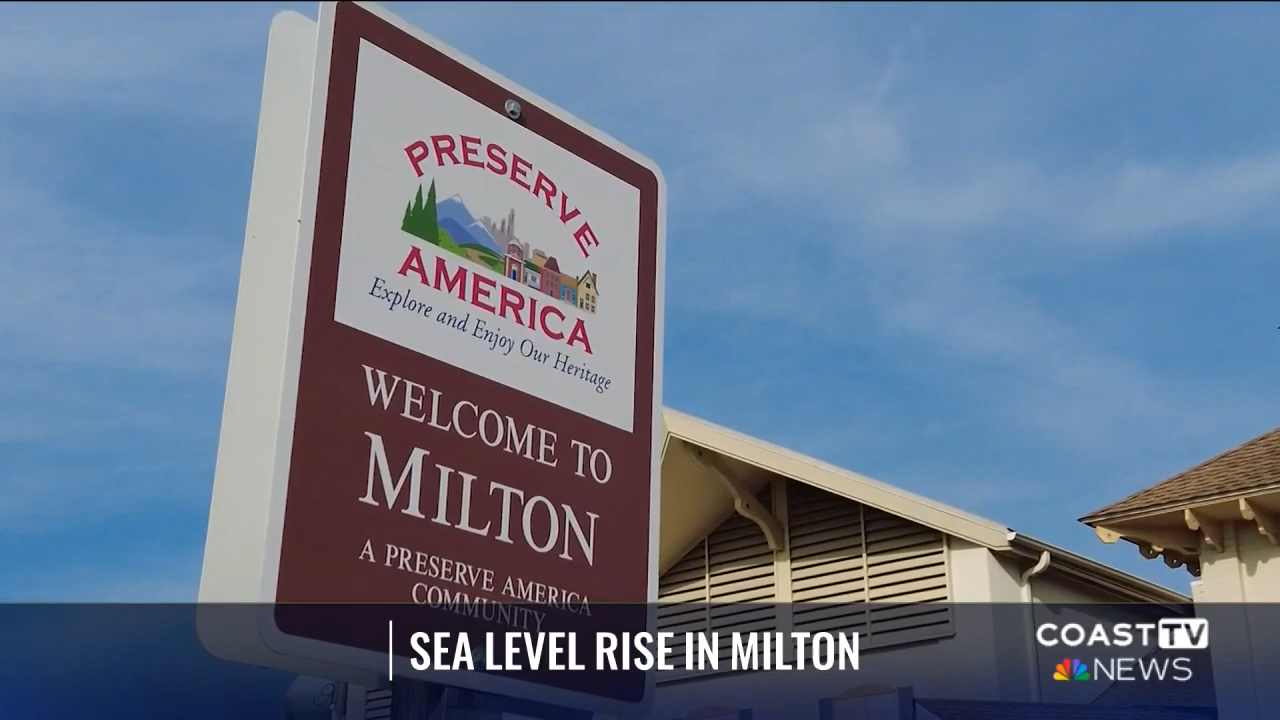 PRESERVE
AMERICA
Explore and Enjoy Our Heritage
WELCOME TO
MILTON
A PRESERVE AMERICA
COMMUNITY
SEA LEVEL RISE IN MILTON
COAST TV
NEWS